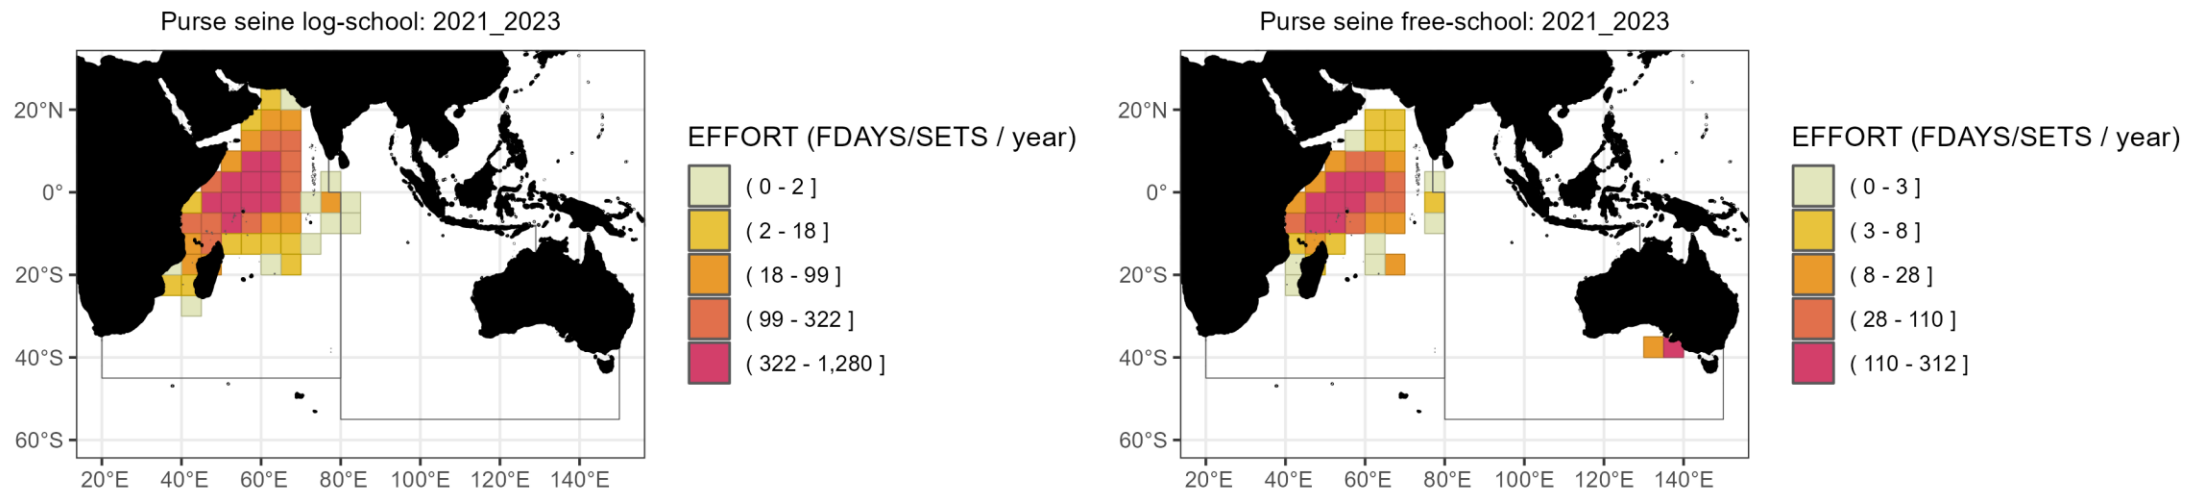 Purse seine log-school: 2021_2023
20°N
0°
20°S
40°S
60°S
20°E 40°E 60°E 80°E 100°E 120°E 140°E
EFFORT (FDAYS/SETS / year)
( 0 - 2 ]
( 2 - 18 ]
( 18 - 99 ]
( 99 - 322 ]
( 322 - 1,280 ]
Purse seine free-school: 2021_2023
20°N
0°
20°S
40°S
60°S
20°E 40°E 60°E 80°E 100°E 120°E 140°E
EFFORT (FDAYS/SETS / year)
( 0 - 3 ]
( 3 - 8 ]
( 8 - 28 ]
( 28 - 110 ]
( 110 - 312 ]